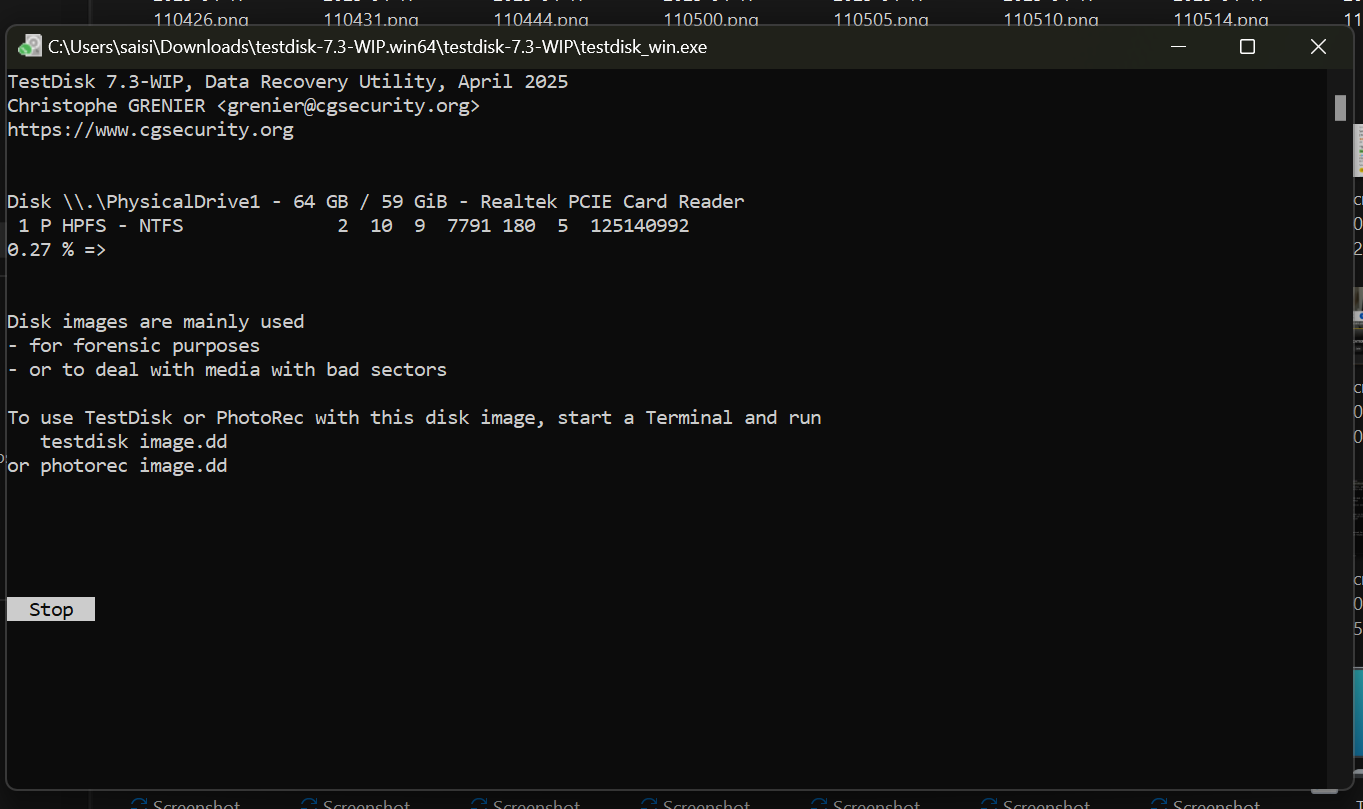 110426.png 110431.png 110444.png 110500.png 110505.png 110510.png 110514.png
C:\Users\saisi\Downloads\testdisk-7.3-WIP.win64\testdisk-7.3-WIP\testdisk_win.exe
TestDisk 7.3-WIP, Data Recovery Utility, April 2025
Christophe GRENIER <grenier@cgsecurity.org>
https://www.cgsecurity.org
Disk \\.\PhysicalDrive1 - 64 GB / 59 GiB - Realtek PCIE Card Reader
1 P HPFS - NTFS 2 10 9 7791 180 5 125140992
0.27 % =>
Disk images are mainly used
- for forensic purposes
- or to deal with media with bad sectors
To use TestDisk or PhotoRec with this disk image, start a Terminal and run
testdisk image.dd
or photorec image.dd
Stop
Screenshot Screenshot Screenshot Screenshot Screenshot Screenshot Screenshot